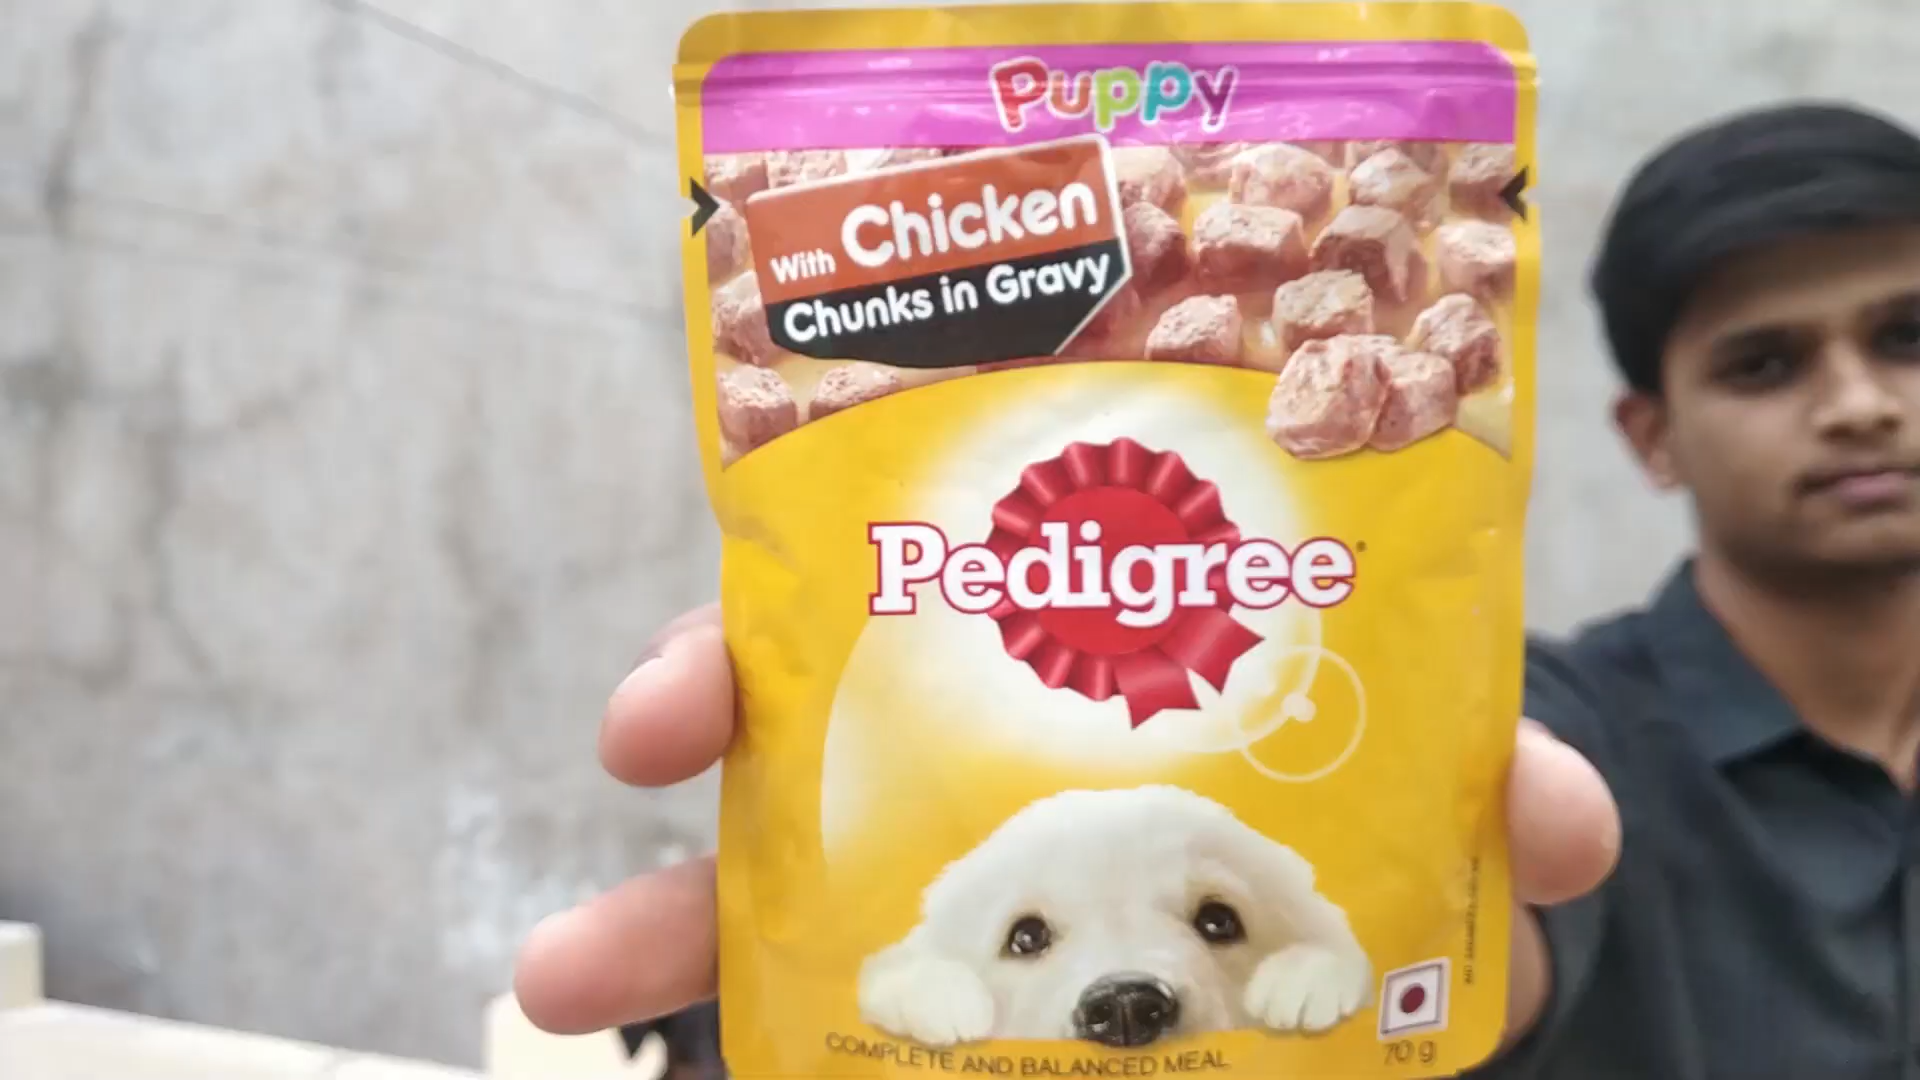 Puppy
With Chicken
Chunks in Gravy
Pedigree
COMPLETE AND BALANCED MEAL
70 g